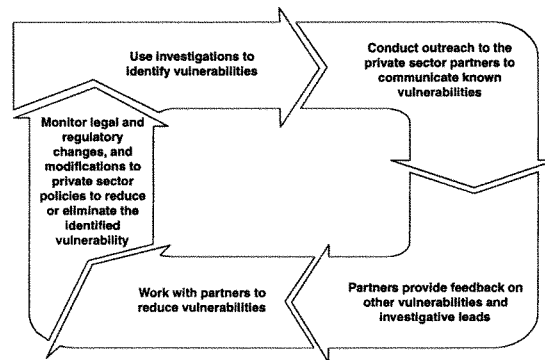 Use investigations to
identify vulnerabilities
Conduct outreach to the
private sector partners to
communicate known
vulnerabilities
Partners provide feedback on
other vulnerabilities and
investigative leads
Work with partners to
reduce vulnerabilities
Monitor legal and
regulatory
changes, and
modifications to
private sector
policies to reduce
or eliminate the
identified
vulnerability